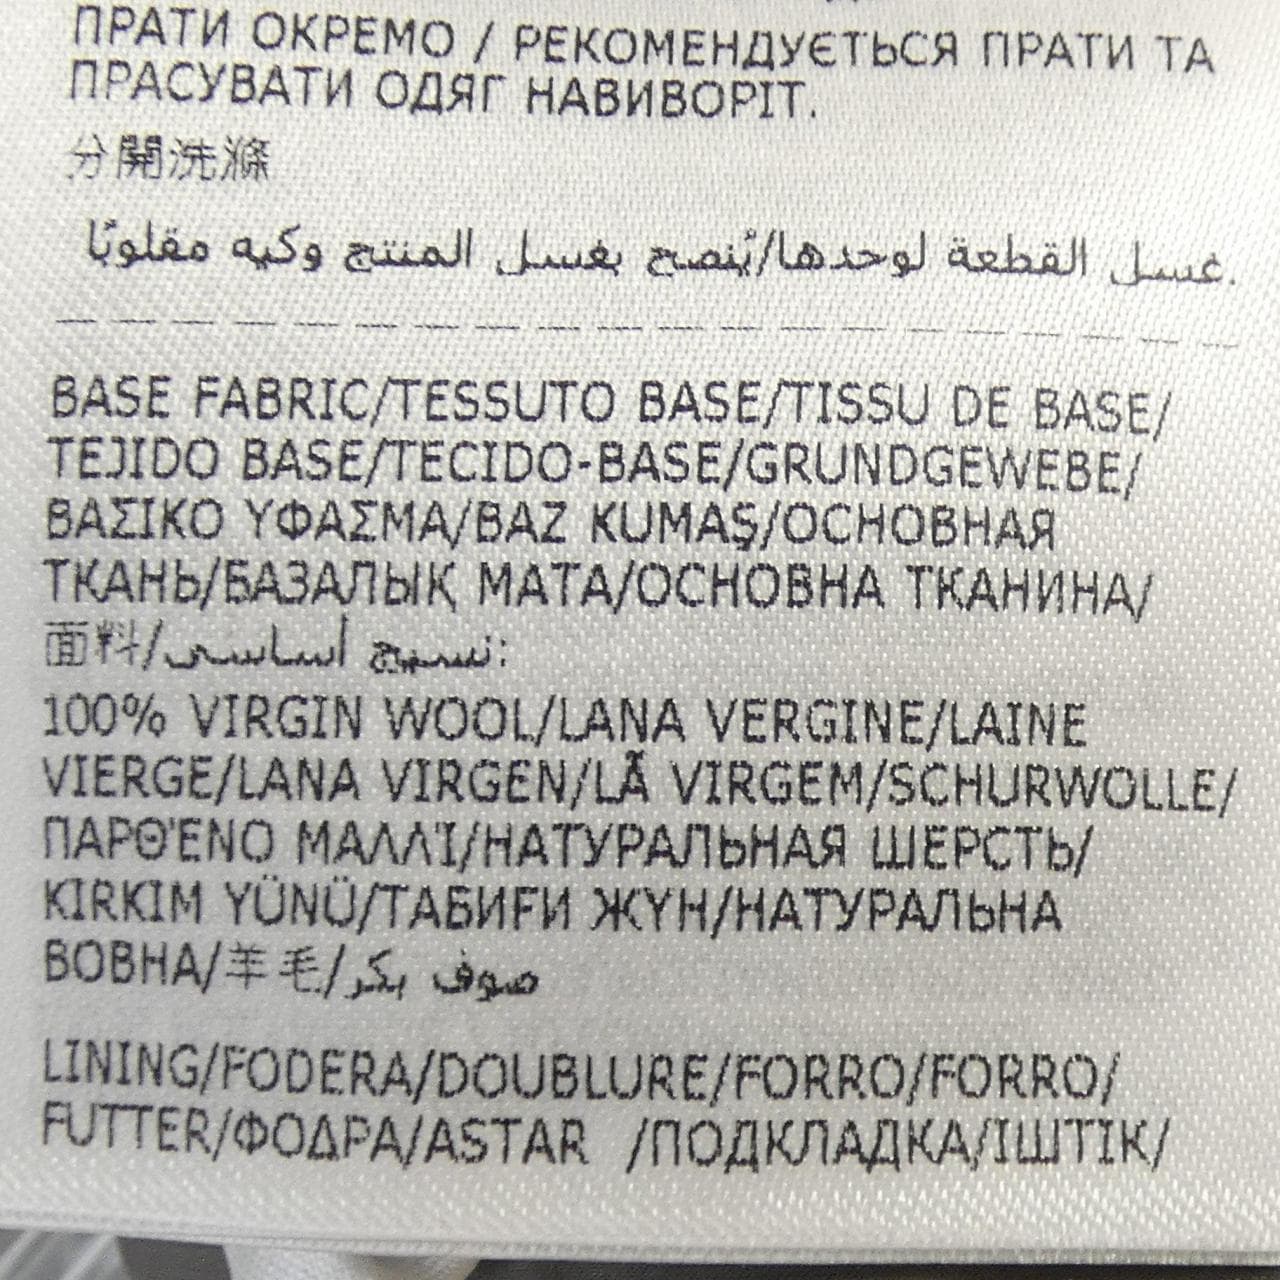 ПРАТИ ОКРЕМО / РЕКОМЕНДУЄТЬСЯ ПРАТИ ТА
ПРАСУВАТИ ОДЯГ НАВИВОРІТ.
分開洗滌
غسل القطعة لوحدها/يُنصح بغسل المنتج وكيه مقلوبًا.
BASE FABRIC/TESSUTO BASE/TISSU DE BASE/
TEJIDO BASE/TECIDO-BASE/GRUNDGEWEBE/
ΒΑΣΙΚΟ ΥΦΑΣΜΑ/BAZ KUMAŞ/ОСНОВНАЯ
ТКАНЬ/БАЗАЛЫҚ МАТА/ОСНОВНА ТКАНИНА/
面料/نسيج أساسى:
100% VIRGIN WOOL/LANA VERGINE/LAINE
VIERGE/LANA VIRGEN/LÃ VIRGEM/SCHURWOLLE/
ΠΑΡΘΈΝΟ ΜΑΛΛΊ/НАТУРАЛЬНАЯ ШЕРСТЬ/
KIRKIM YÜNÜ/ТАБИҒИ ЖҮН/НАТУРАЛЬНА
ВОВНА/羊毛/صوف بكر
LINING/FODERA/DOUBLURE/FORRO/FORRO/
FUTTER/ΦΟΔΡΑ/ASTAR /ПОДКЛАДКА/ІШТІК/